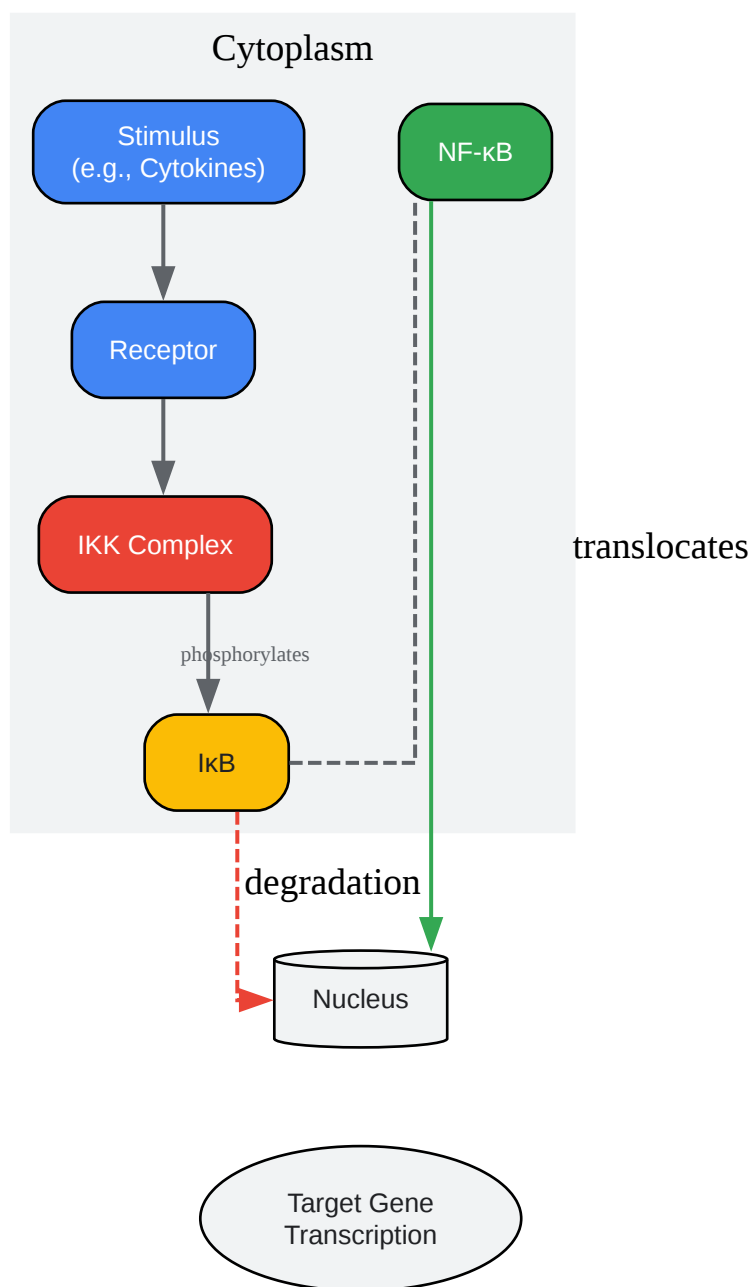 Cytoplasm
Stimulus
(e.g., Cytokines)
NF-κB
Receptor
IKK Complex
translocates
phosphorylates
IκB
degradation
Nucleus
Target Gene
Transcription